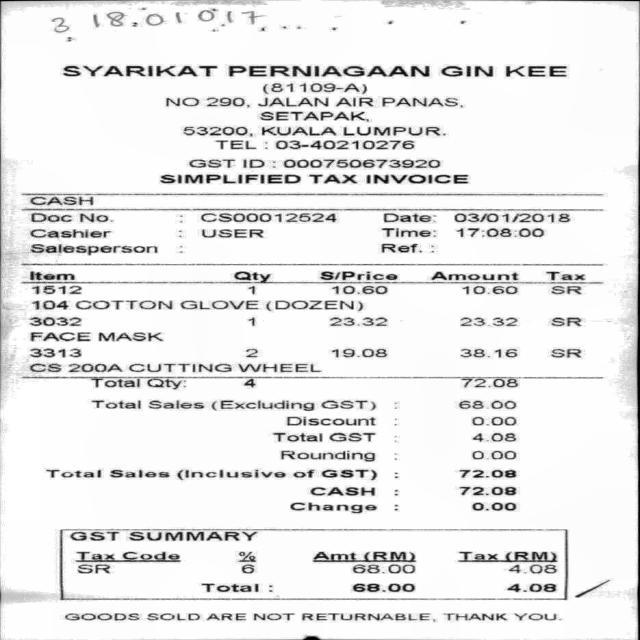 3 18.01017
SYARIKAT PERNIAGAAN GIN KEE
(81109-A)
NO 290, JALAN AIR PANAS,
SETAPAK,
53200, KUALA LUMPUR.
TEL : 03-40210276
GST ID : 000750673920
SIMPLIFIED TAX INVOICE
CASH
Doc No. : CS00012524 Date: 03/01/2018
Cashier : USER Time: 17:08:00
Salesperson : Ref. :
Item Qty S/Price Amount Tax
1512 1 10.60 10.60 SR
104 COTTON GLOVE (DOZEN)
3032 1 23.32 23.32 SR
FACE MASK
3313 2 19.08 38.16 SR
CS 200A CUTTING WHEEL
Total Qty: 4 72.08
Total Sales (Excluding GST) : 68.00
Discount : 0.00
Total GST : 4.08
Rounding : 0.00
Total Sales (Inclusive of GST) : 72.08
CASH : 72.08
Change : 0.00
GST SUMMARY
Tax Code % Amt (RM) Tax (RM)
SR 6 68.00 4.08
Total : 68.00 4.08
GOODS SOLD ARE NOT RETURNABLE, THANK YOU.